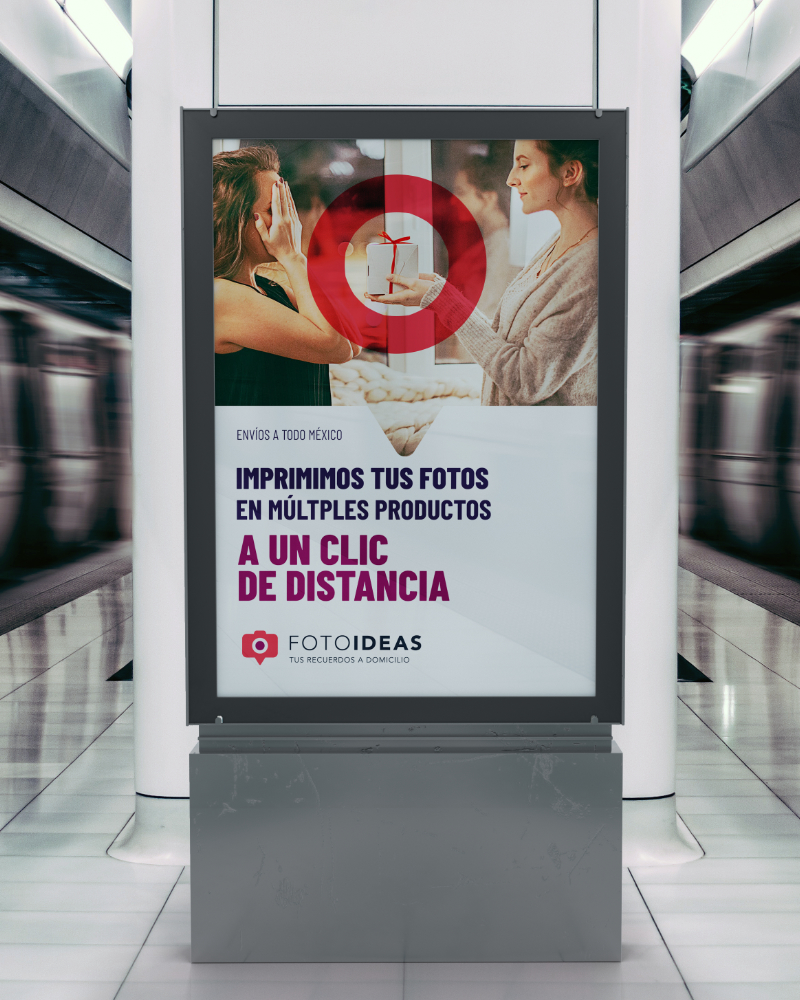 ENVÍOS A TODO MÉXICO
IMPRIMIMOS TUS FOTOS
EN MÚLTPLES PRODUCTOS
A UN CLIC
DE DISTANCIA
FOTOIDEAS
TUS RECUERDOS A DOMICILIO